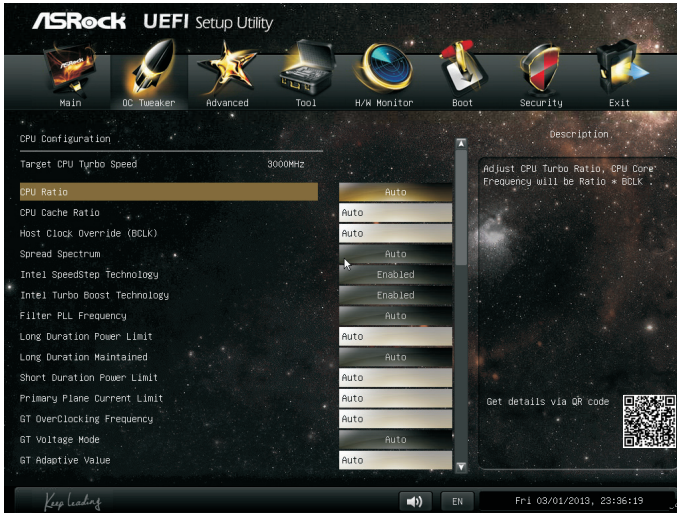 ASRock UEFI Setup Utility
ASRock
Main OC Tweaker Advanced Tool H/W Monitor Boot Security Exit
CPU Configuration
Target CPU Turbo Speed 3000MHz
CPU Ratio Auto
CPU Cache Ratio Auto
Host Clock Override (BCLK) Auto
Spread Spectrum Auto
Intel SpeedStep Technology Enabled
Intel Turbo Boost Technology Enabled
Filter PLL Frequency Auto
Long Duration Power Limit Auto
Long Duration Maintained Auto
Short Duration Power Limit Auto
Primary Plane Current Limit Auto
GT OverClocking Frequency Auto
GT Voltage Mode Auto
GT Adaptive Value Auto
Description
Adjust CPU Turbo Ratio, CPU Core
Frequency will be Ratio * BCLK
Get details via QR code
Keep Leading
EN
Fri 03/01/2013, 23:36:19